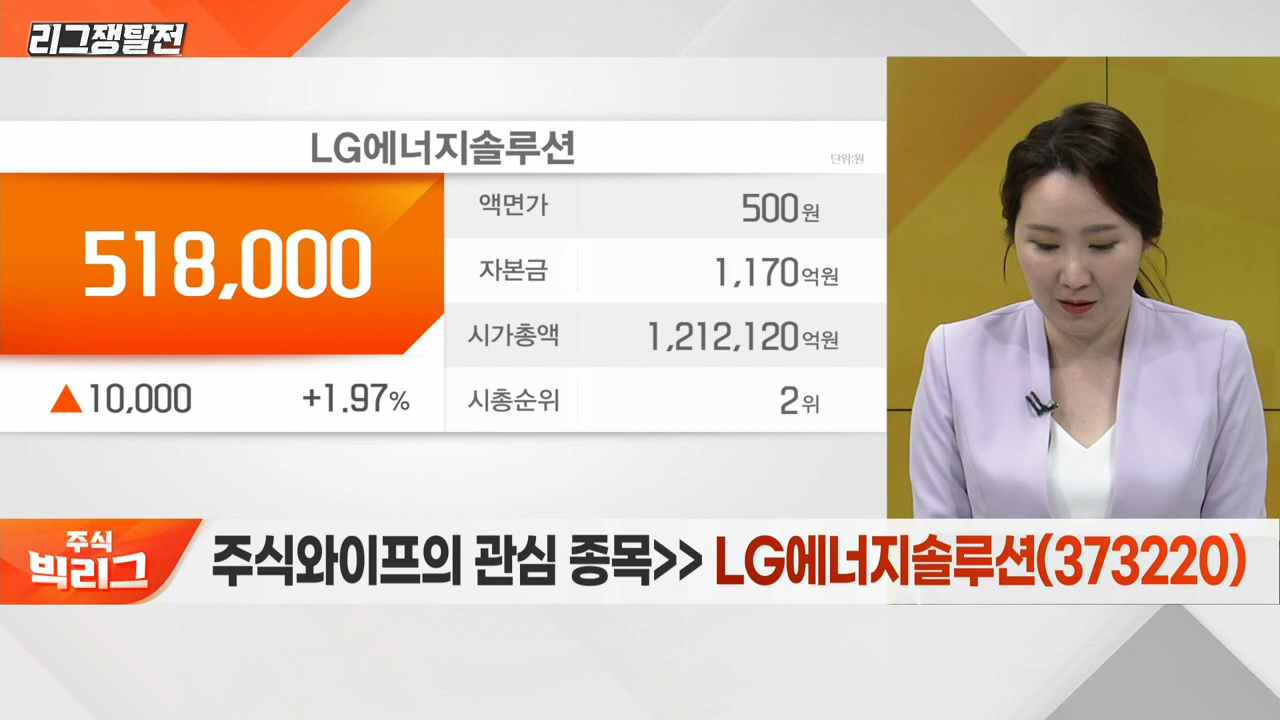 리그쟁탈전
LG에너지솔루션
단위:원
518,000
▲10,000 +1.97%
액면가 500원
자본금 1,170억원
시가총액 1,212,120억원
시총순위 2위
주식
빅리그
주식와이프의 관심 종목>> LG에너지솔루션(373220)